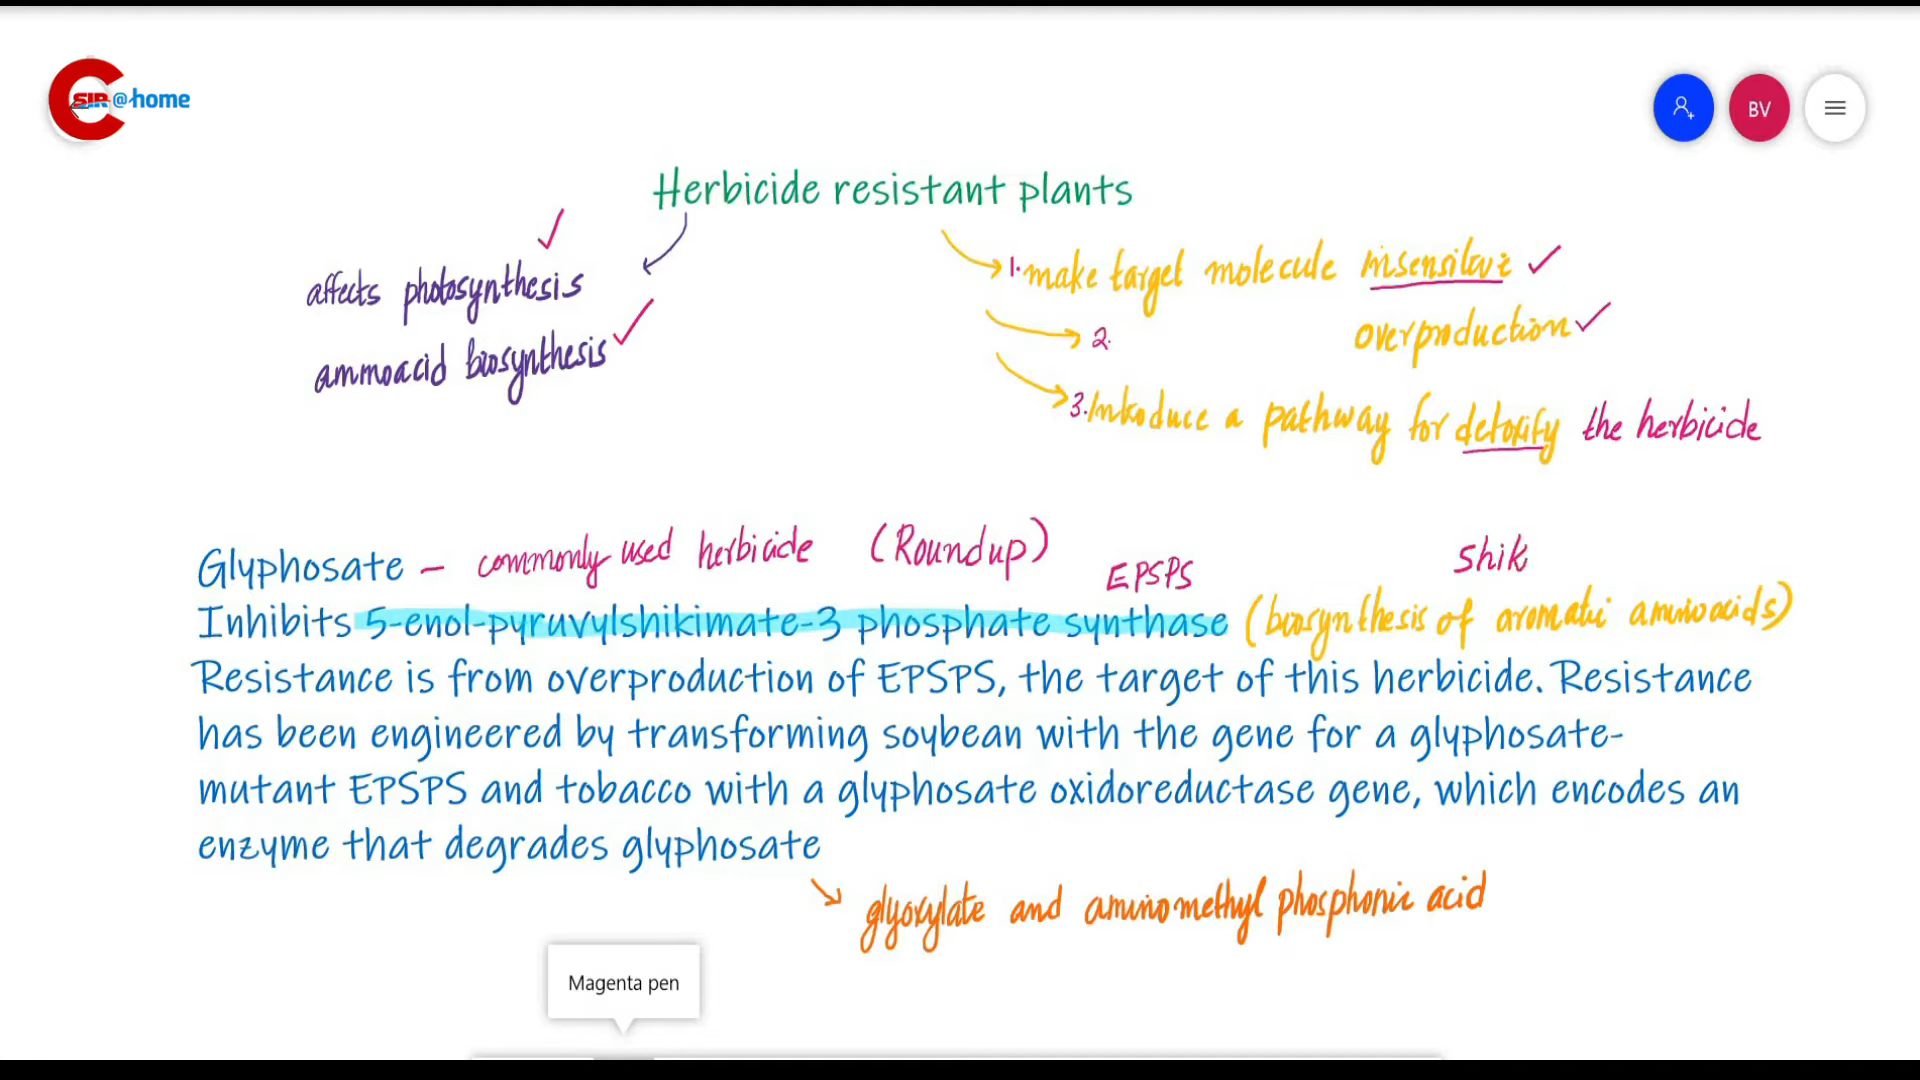 CSIR@home
BV
Herbicide resistant plants
affects photosynthesis
aminoacid biosynthesis
1. make target molecule insensitive
2. overproduction
3. Introduce a pathway for detoxify the herbicide
Glyphosate – commonly used herbicide (Roundup)
EPSPS
Shik
Inhibits 5-enol-pyruvylshikimate-3 phosphate synthase (biosynthesis of aromatic aminoacids)
Resistance is from overproduction of EPSPS, the target of this herbicide. Resistance
has been engineered by transforming soybean with the gene for a glyphosate-
mutant EPSPS and tobacco with a glyphosate oxidoreductase gene, which encodes an
enzyme that degrades glyphosate
glyoxylate and aminomethyl phosphonic acid
Magenta pen